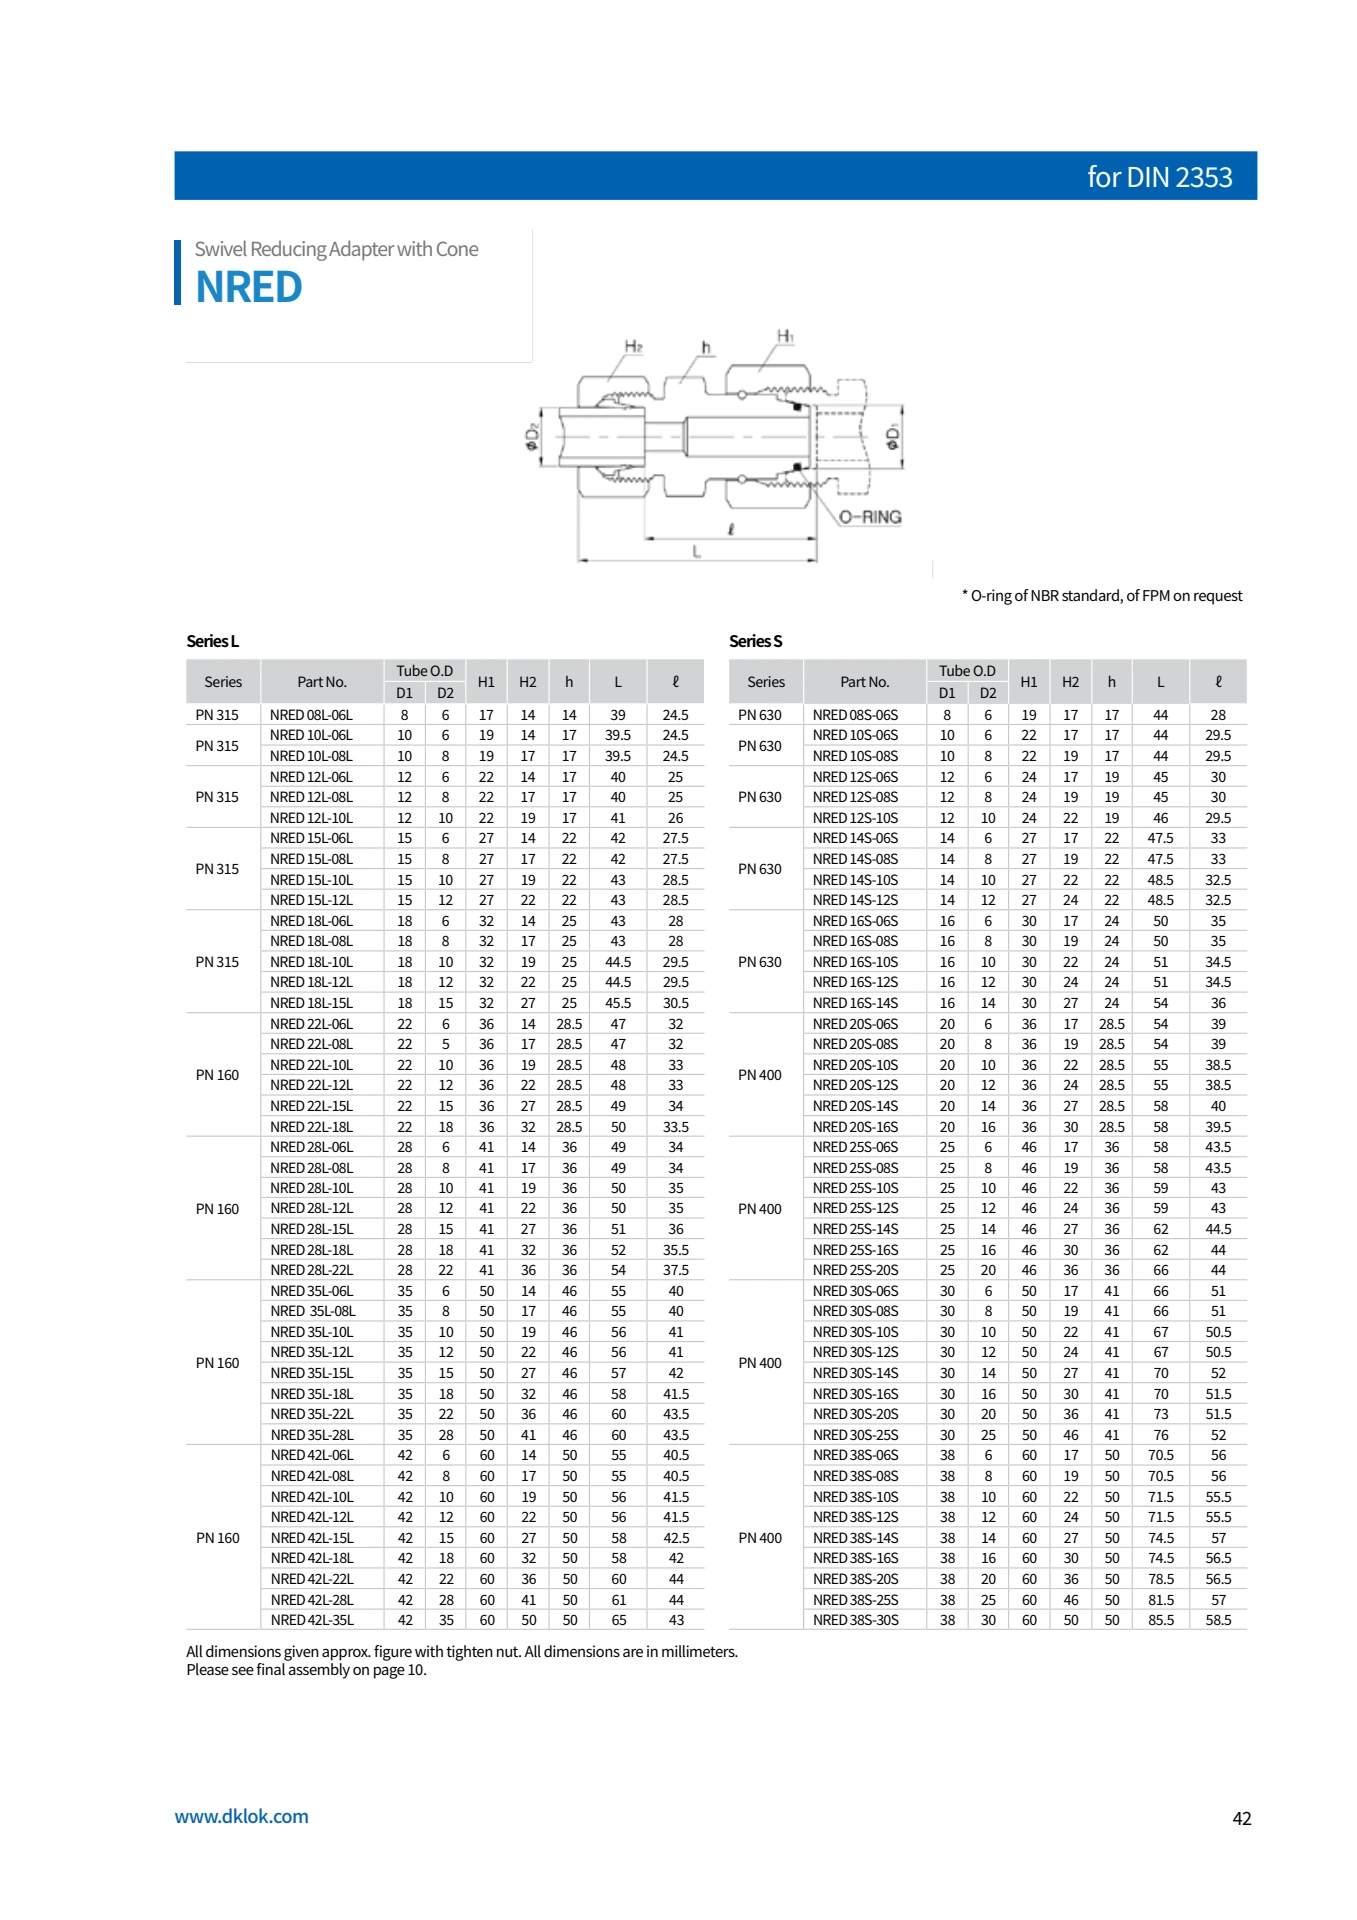 for DIN 2353
Swivel Reducing Adapter with Cone
NRED
H2 h H1
φD2 φD1
O-RING
ℓ
L
* O-ring of NBR standard, of FPM on request
Series L
Series Part No. Tube O.D H1 H2 h L ℓ
D1 D2
PN 315 NRED 08L-06L 8 6 17 14 14 39 24.5
PN 315 NRED 10L-06L 10 6 19 14 17 39.5 24.5
NRED 10L-08L 10 8 19 17 17 39.5 24.5
PN 315 NRED 12L-06L 12 6 22 14 17 40 25
NRED 12L-08L 12 8 22 17 17 40 25
NRED 12L-10L 12 10 22 19 17 41 26
PN 315 NRED 15L-06L 15 6 27 14 22 42 27.5
NRED 15L-08L 15 8 27 17 22 42 27.5
NRED 15L-10L 15 10 27 19 22 43 28.5
NRED 15L-12L 15 12 27 22 22 43 28.5
PN 315 NRED 18L-06L 18 6 32 14 25 43 28
NRED 18L-08L 18 8 32 17 25 43 28
NRED 18L-10L 18 10 32 19 25 44.5 29.5
NRED 18L-12L 18 12 32 22 25 44.5 29.5
NRED 18L-15L 18 15 32 27 25 45.5 30.5
PN 160 NRED 22L-06L 22 6 36 14 28.5 47 32
NRED 22L-08L 22 5 36 17 28.5 47 32
NRED 22L-10L 22 10 36 19 28.5 48 33
NRED 22L-12L 22 12 36 22 28.5 48 33
NRED 22L-15L 22 15 36 27 28.5 49 34
NRED 22L-18L 22 18 36 32 28.5 50 33.5
PN 160 NRED 28L-06L 28 6 41 14 36 49 34
NRED 28L-08L 28 8 41 17 36 49 34
NRED 28L-10L 28 10 41 19 36 50 35
NRED 28L-12L 28 12 41 22 36 50 35
NRED 28L-15L 28 15 41 27 36 51 36
NRED 28L-18L 28 18 41 32 36 52 35.5
NRED 28L-22L 28 22 41 36 36 54 37.5
PN 160 NRED 35L-06L 35 6 50 14 46 55 40
NRED 35L-08L 35 8 50 17 46 55 40
NRED 35L-10L 35 10 50 19 46 56 41
NRED 35L-12L 35 12 50 22 46 56 41
NRED 35L-15L 35 15 50 27 46 57 42
NRED 35L-18L 35 18 50 32 46 58 41.5
NRED 35L-22L 35 22 50 36 46 60 43.5
NRED 35L-28L 35 28 50 41 46 60 43.5
PN 160 NRED 42L-06L 42 6 60 14 50 55 40.5
NRED 42L-08L 42 8 60 17 50 55 40.5
NRED 42L-10L 42 10 60 19 50 56 41.5
NRED 42L-12L 42 12 60 22 50 56 41.5
NRED 42L-15L 42 15 60 27 50 58 42.5
NRED 42L-18L 42 18 60 32 50 58 42
NRED 42L-22L 42 22 60 36 50 60 44
NRED 42L-28L 42 28 60 41 50 61 44
NRED 42L-35L 42 35 60 50 50 65 43
Series S
Series Part No. Tube O.D H1 H2 h L ℓ
D1 D2
PN 630 NRED 08S-06S 8 6 19 17 17 44 28
PN 630 NRED 10S-06S 10 6 22 17 17 44 29.5
NRED 10S-08S 10 8 22 19 17 44 29.5
PN 630 NRED 12S-06S 12 6 24 17 19 45 30
NRED 12S-08S 12 8 24 19 19 45 30
NRED 12S-10S 12 10 24 22 19 46 29.5
PN 630 NRED 14S-06S 14 6 27 17 22 47.5 33
NRED 14S-08S 14 8 27 19 22 47.5 33
NRED 14S-10S 14 10 27 22 22 48.5 32.5
NRED 14S-12S 14 12 27 24 22 48.5 32.5
PN 630 NRED 16S-06S 16 6 30 17 24 50 35
NRED 16S-08S 16 8 30 19 24 50 35
NRED 16S-10S 16 10 30 22 24 51 34.5
NRED 16S-12S 16 12 30 24 24 51 34.5
NRED 16S-14S 16 14 30 27 24 54 36
PN 400 NRED 20S-06S 20 6 36 17 28.5 54 39
NRED 20S-08S 20 8 36 19 28.5 54 39
NRED 20S-10S 20 10 36 22 28.5 55 38.5
NRED 20S-12S 20 12 36 24 28.5 55 38.5
NRED 20S-14S 20 14 36 27 28.5 58 40
NRED 20S-16S 20 16 36 30 28.5 58 39.5
PN 400 NRED 25S-06S 25 6 46 17 36 58 43.5
NRED 25S-08S 25 8 46 19 36 58 43.5
NRED 25S-10S 25 10 46 22 36 59 43
NRED 25S-12S 25 12 46 24 36 59 43
NRED 25S-14S 25 14 46 27 36 62 44.5
NRED 25S-16S 25 16 46 30 36 62 44
NRED 25S-20S 25 20 46 36 36 66 44
PN 400 NRED 30S-06S 30 6 50 17 41 66 51
NRED 30S-08S 30 8 50 19 41 66 51
NRED 30S-10S 30 10 50 22 41 67 50.5
NRED 30S-12S 30 12 50 24 41 67 50.5
NRED 30S-14S 30 14 50 27 41 70 52
NRED 30S-16S 30 16 50 30 41 70 51.5
NRED 30S-20S 30 20 50 36 41 73 51.5
NRED 30S-25S 30 25 50 46 41 76 52
PN 400 NRED 38S-06S 38 6 60 17 50 70.5 56
NRED 38S-08S 38 8 60 19 50 70.5 56
NRED 38S-10S 38 10 60 22 50 71.5 55.5
NRED 38S-12S 38 12 60 24 50 71.5 55.5
NRED 38S-14S 38 14 60 27 50 74.5 57
NRED 38S-16S 38 16 60 30 50 74.5 56.5
NRED 38S-20S 38 20 60 36 50 78.5 56.5
NRED 38S-25S 38 25 60 46 50 81.5 57
NRED 38S-30S 38 30 60 50 50 85.5 58.5
All dimensions given approx. figure with tighten nut. All dimensions are in millimeters.
Please see final assembly on page 10.
www.dklok.com
42